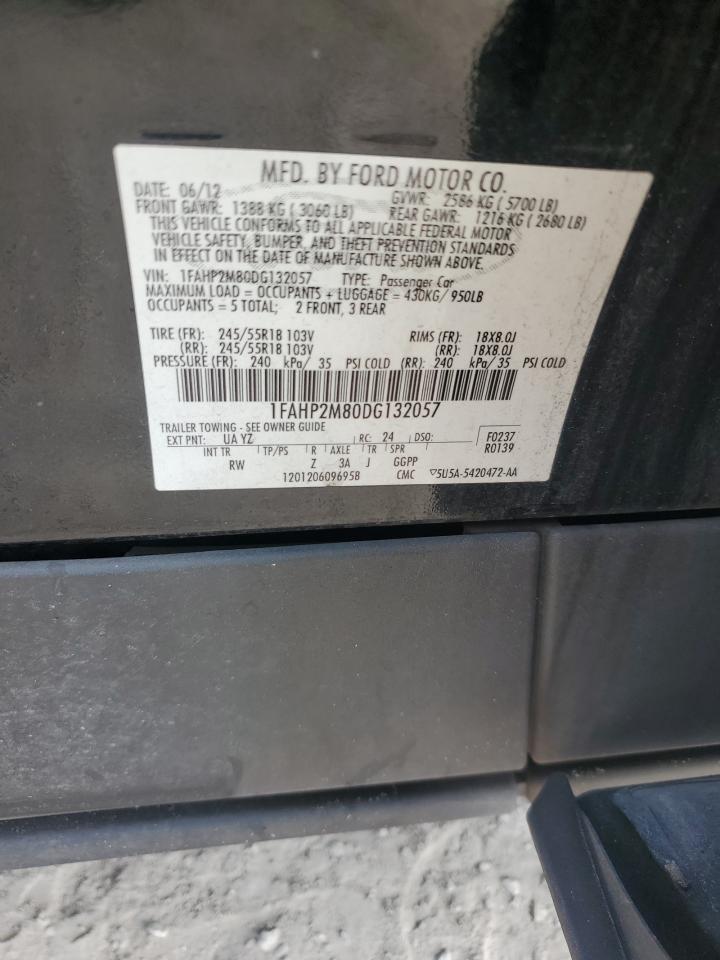 MFD. BY FORD MOTOR CO.
DATE: 06/12 GVWR: 2586 KG ( 5700 LB)
FRONT GAWR: 1388 KG ( 3060 LB) REAR GAWR: 1216 KG ( 2680 LB)
THIS VEHICLE CONFORMS TO ALL APPLICABLE FEDERAL MOTOR
VEHICLE SAFETY, BUMPER, AND THEFT PREVENTION STANDARDS
IN EFFECT ON THE DATE OF MANUFACTURE SHOWN ABOVE.
VIN: 1FAHP2M80DG132057 TYPE: Passenger Car
MAXIMUM LOAD = OCCUPANTS + LUGGAGE = 430KG/ 950LB
OCCUPANTS = 5 TOTAL; 2 FRONT, 3 REAR
TIRE (FR): 245/55R18 103V RIMS (FR): 18X8.0J
(RR): 245/55R18 103V (RR): 18X8.0J
PRESSURE (FR): 240 kPa/ 35 PSI COLD (RR): 240 kPa/ 35 PSI COLD
1FAHP2M80DG132057
TRAILER TOWING - SEE OWNER GUIDE
EXT PNT: UA YZ RC: 24 DSO: F0237
INT TR TP/PS R AXLE TR SPR R0139
RW Z 3A J GGPP
12012060969​58 CMC ▽5U5A-5420472-AA